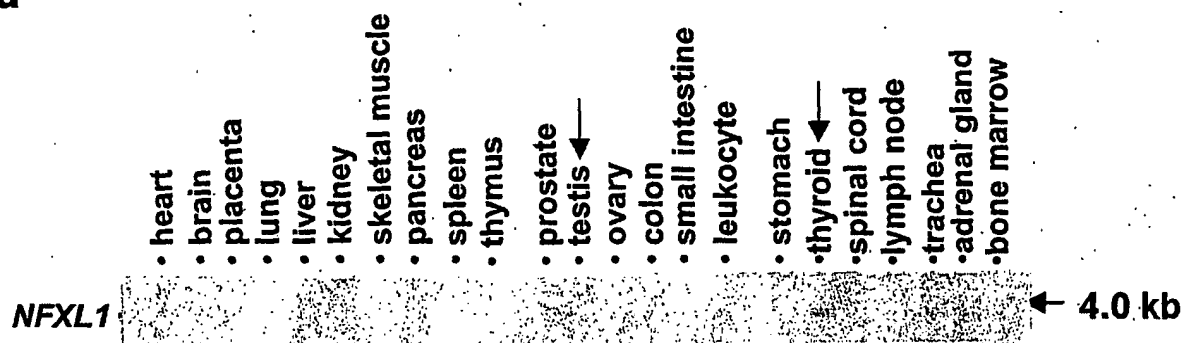 a
heart
brain
placenta
lung
liver
kidney
skeletal muscle
pancreas
spleen
thymus
prostate
testis
ovary
colon
small intestine
leukocyte
stomach
thyroid
spinal cord
lymph node
trachea
adrenal gland
bone marrow
NFXL1
4.0 kb